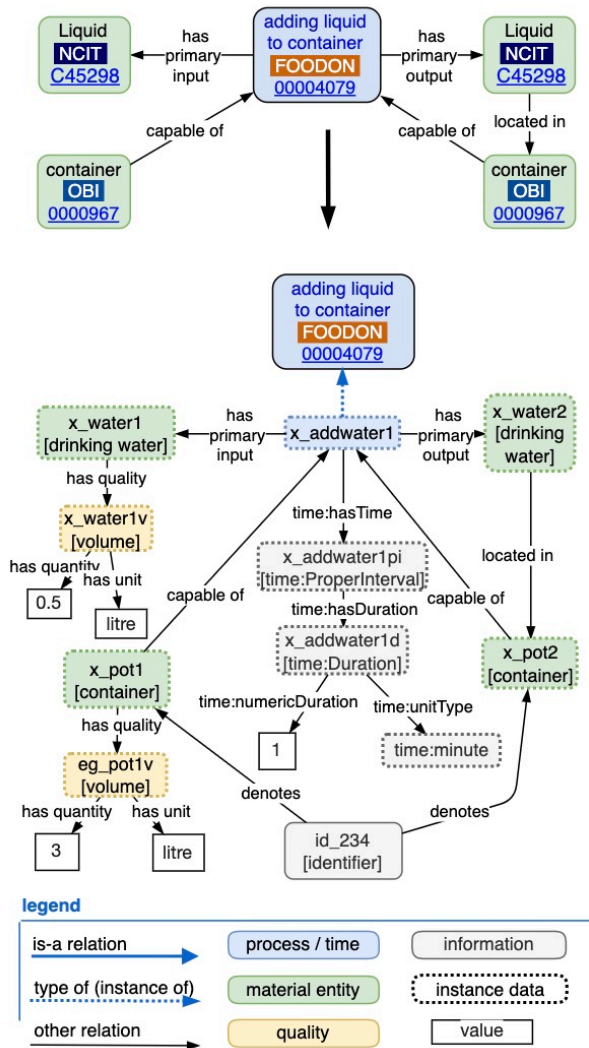 adding liquid
to container
FOODON
00004079
Liquid
NCIT
C45298
has
primary
input
has
primary
output
Liquid
NCIT
C45298
capable of
capable of
located in
container
OBI
0000967
container
OBI
0000967
adding liquid
to container
FOODON
00004079
x_water1
[drinking water]
has
primary
input
x_addwater1
has
primary
output
x_water2
[drinking
water]
has quality
x_water1v
[volume]
has quantity
has unit
0.5
litre
time:hasTime
x_addwater1pi
[time:ProperInterval]
time:hasDuration
x_addwater1d
[time:Duration]
capable of
capable of
located in
x_pot1
[container]
x_pot2
[container]
time:numericDuration
time:unitType
1
time:minute
has quality
eg_pot1v
[volume]
has quantity
has unit
3
litre
denotes
denotes
id_234
[identifier]
legend
is-a relation
process / time
information
type of (instance of)
material entity
instance data
other relation
quality
value